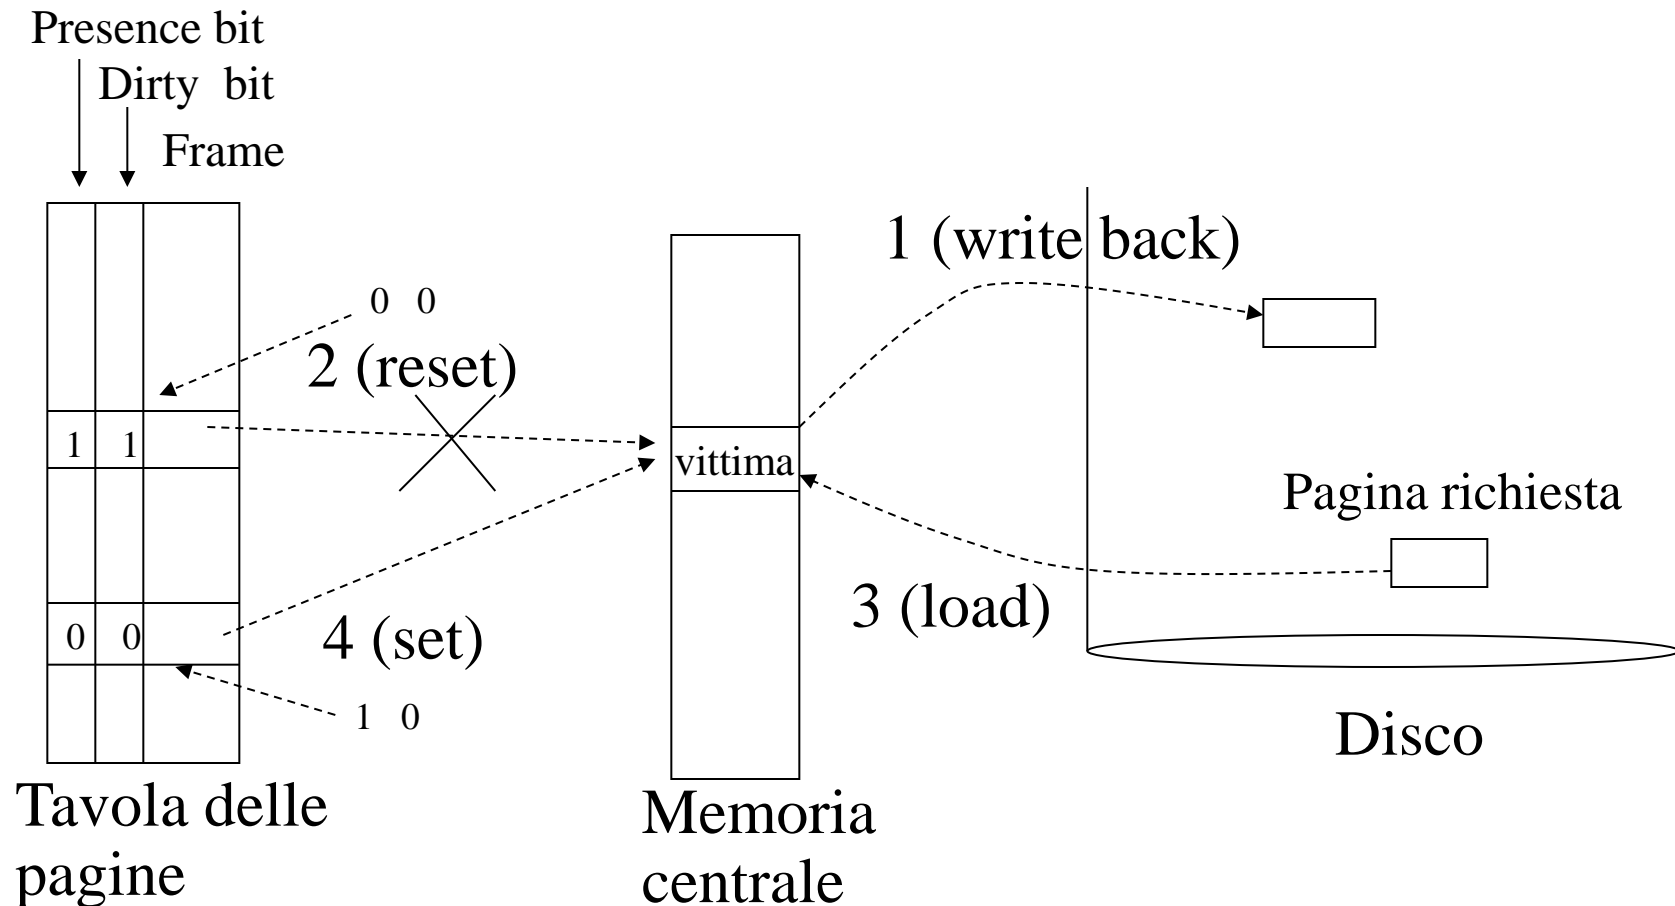 Presence bit
Dirty bit
Frame
1 (write back)
0 0
2 (reset)
1 1
vittima
Pagina richiesta
3 (load)
0 0
4 (set)
1 0
Disco
Tavola delle
pagine
Memoria
centrale